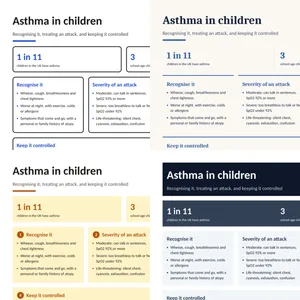 Asthma in children
Recognising it, treating an attack, and keeping it controlled
1 in 11
children in the UK have asthma
3
school-age chi
Recognise it
• Wheeze, cough, breathlessness and chest tightness
• Worse at night, with exercise, colds or allergens
• Symptoms that come and go, with a personal or family history of atopy
Severity of an attack
• Moderate: can talk in sentences, SpO2 92% or more
• Severe: too breathless to talk or fe
SpO2 under 92%
• Life-threatening: silent chest, cyanosis, exhaustion, confusion
Keep it controlled
Asthma in children
Recognising it, treating an attack, and keeping it controlled
1 in 11
children in the UK have asthma
3
school-age ch
Recognise it
• Wheeze, cough, breathlessness and chest tightness
• Worse at night, with exercise, colds or allergens
• Symptoms that come and go, with a personal or family history of atopy
Severity of an attack
• Moderate: can talk in sentences, SpO2 92% or more
• Severe: too breathless to talk or fe
SpO2 under 92%
• Life-threatening: silent chest, cyanosis, exhaustion, confusion
Keep it controlled
Asthma in children
Recognising it, treating an attack, and keeping it controlled
1 in 11
children in the UK have asthma
3
school-age chi
1 Recognise it
• Wheeze, cough, breathlessness and chest tightness
• Worse at night, with exercise, colds or allergens
• Symptoms that come and go, with a personal or family history of atopy
2 Severity of an attack
• Moderate: can talk in sentences, SpO2 92% or more
• Severe: too breathless to talk or fe
SpO2 under 92%
• Life-threatening: silent chest, cyanosis, exhaustion, confusion
4 Keep it controlled
Asthma in children
Recognising it, treating an attack, and keeping it controlled
1 in 11
children in the UK have asthma
3
school-age ch
Recognise it
• Wheeze, cough, breathlessness and chest tightness
• Worse at night, with exercise, colds or allergens
• Symptoms that come and go, with a personal or family history of atopy
Severity of an attack
• Moderate: can talk in sentences, SpO2 92% or more
• Severe: too breathless to talk or fe
SpO2 under 92%
• Life-threatening: silent chest, cyanosis, exhaustion, confusion
Keep it controlled